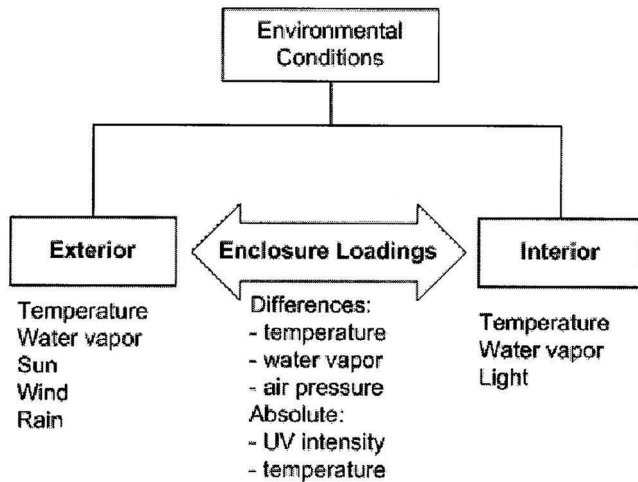 Environmental
Conditions
Exterior
Enclosure Loadings
Interior
Temperature
Water vapor
Sun
Wind
Rain
Differences:
- temperature
- water vapor
- air pressure
Absolute:
- UV intensity
- temperature
Temperature
Water vapor
Light